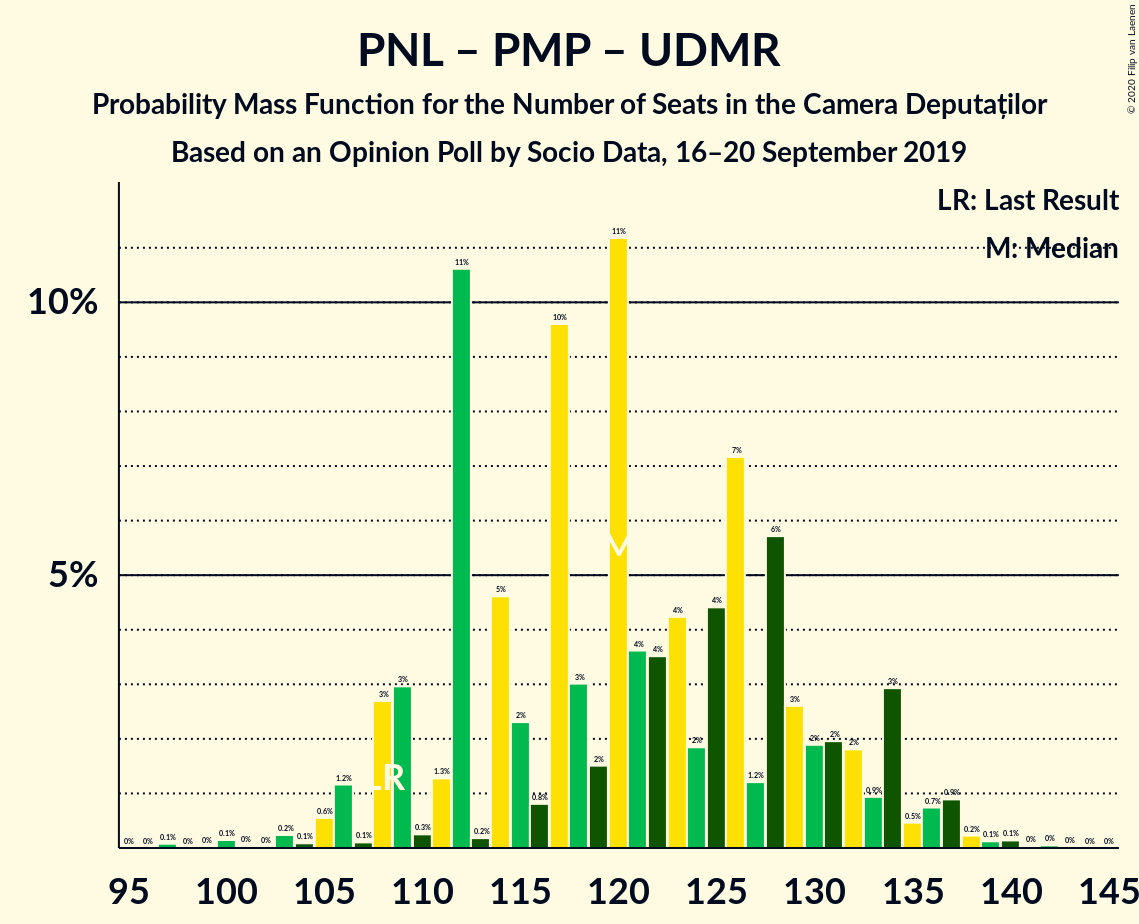 PNL – PMP – UDMR
Probability Mass Function for the Number of Seats in the Camera Deputaților
Based on an Opinion Poll by Socio Data, 16–20 September 2019
© 2020 Filip van Laenen
LR: Last Result
M: Median
10%
5%
0% 0% 0.1% 0% 0% 0.1% 0% 0% 0.2% 0.1% 0.6% 1.2% 0.1% 3% 3% 0.3% 1.3% 11% 0.2% 5% 2% 0.8% 10% 3% 2% 11% 4% 4% 4% 2% 4% 7% 1.2% 6% 3% 2% 2% 2% 0.9% 3% 0.5% 0.7% 0.9% 0.2% 0.1% 0.1% 0% 0% 0% 0% 0%
LR
M
95 100 105 110 115 120 125 130 135 140 145